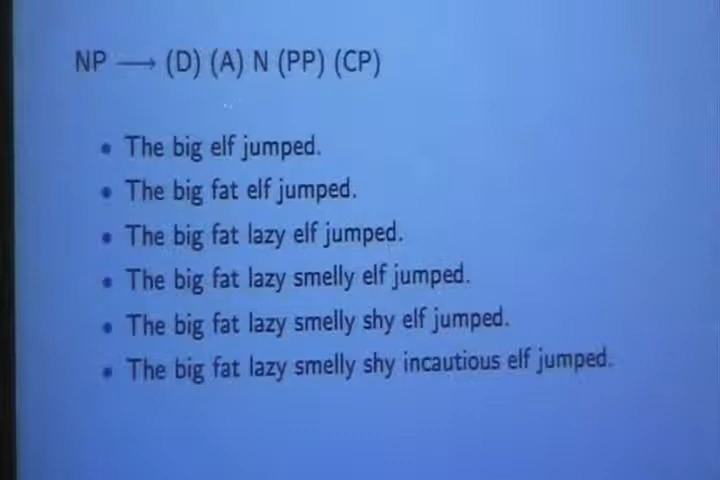 NP ⟶ (D) (A) N (PP) (CP)
• The big elf jumped.
• The big fat elf jumped.
• The big fat lazy elf jumped.
• The big fat lazy smelly elf jumped.
• The big fat lazy smelly shy elf jumped.
• The big fat lazy smelly shy incautious elf jumped.